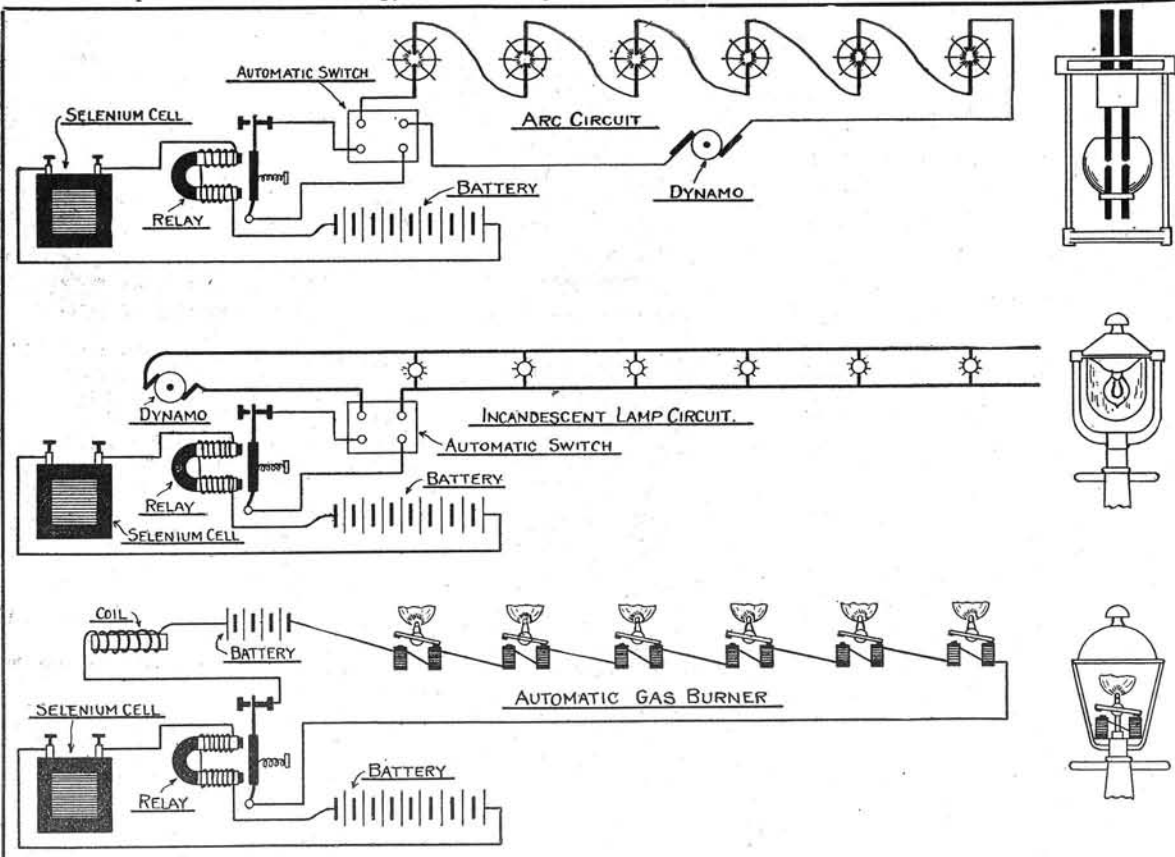 AUTOMATIC SWITCH
SELENIUM CELL
ARC CIRCUIT
BATTERY
RELAY
DYNAMO
DYNAMO
INCANDESCENT LAMP CIRCUIT.
AUTOMATIC SWITCH
BATTERY
RELAY
SELENIUM CELL
COIL
BATTERY
AUTOMATIC GAS BURNER
SELENIUM CELL
BATTERY
RELAY